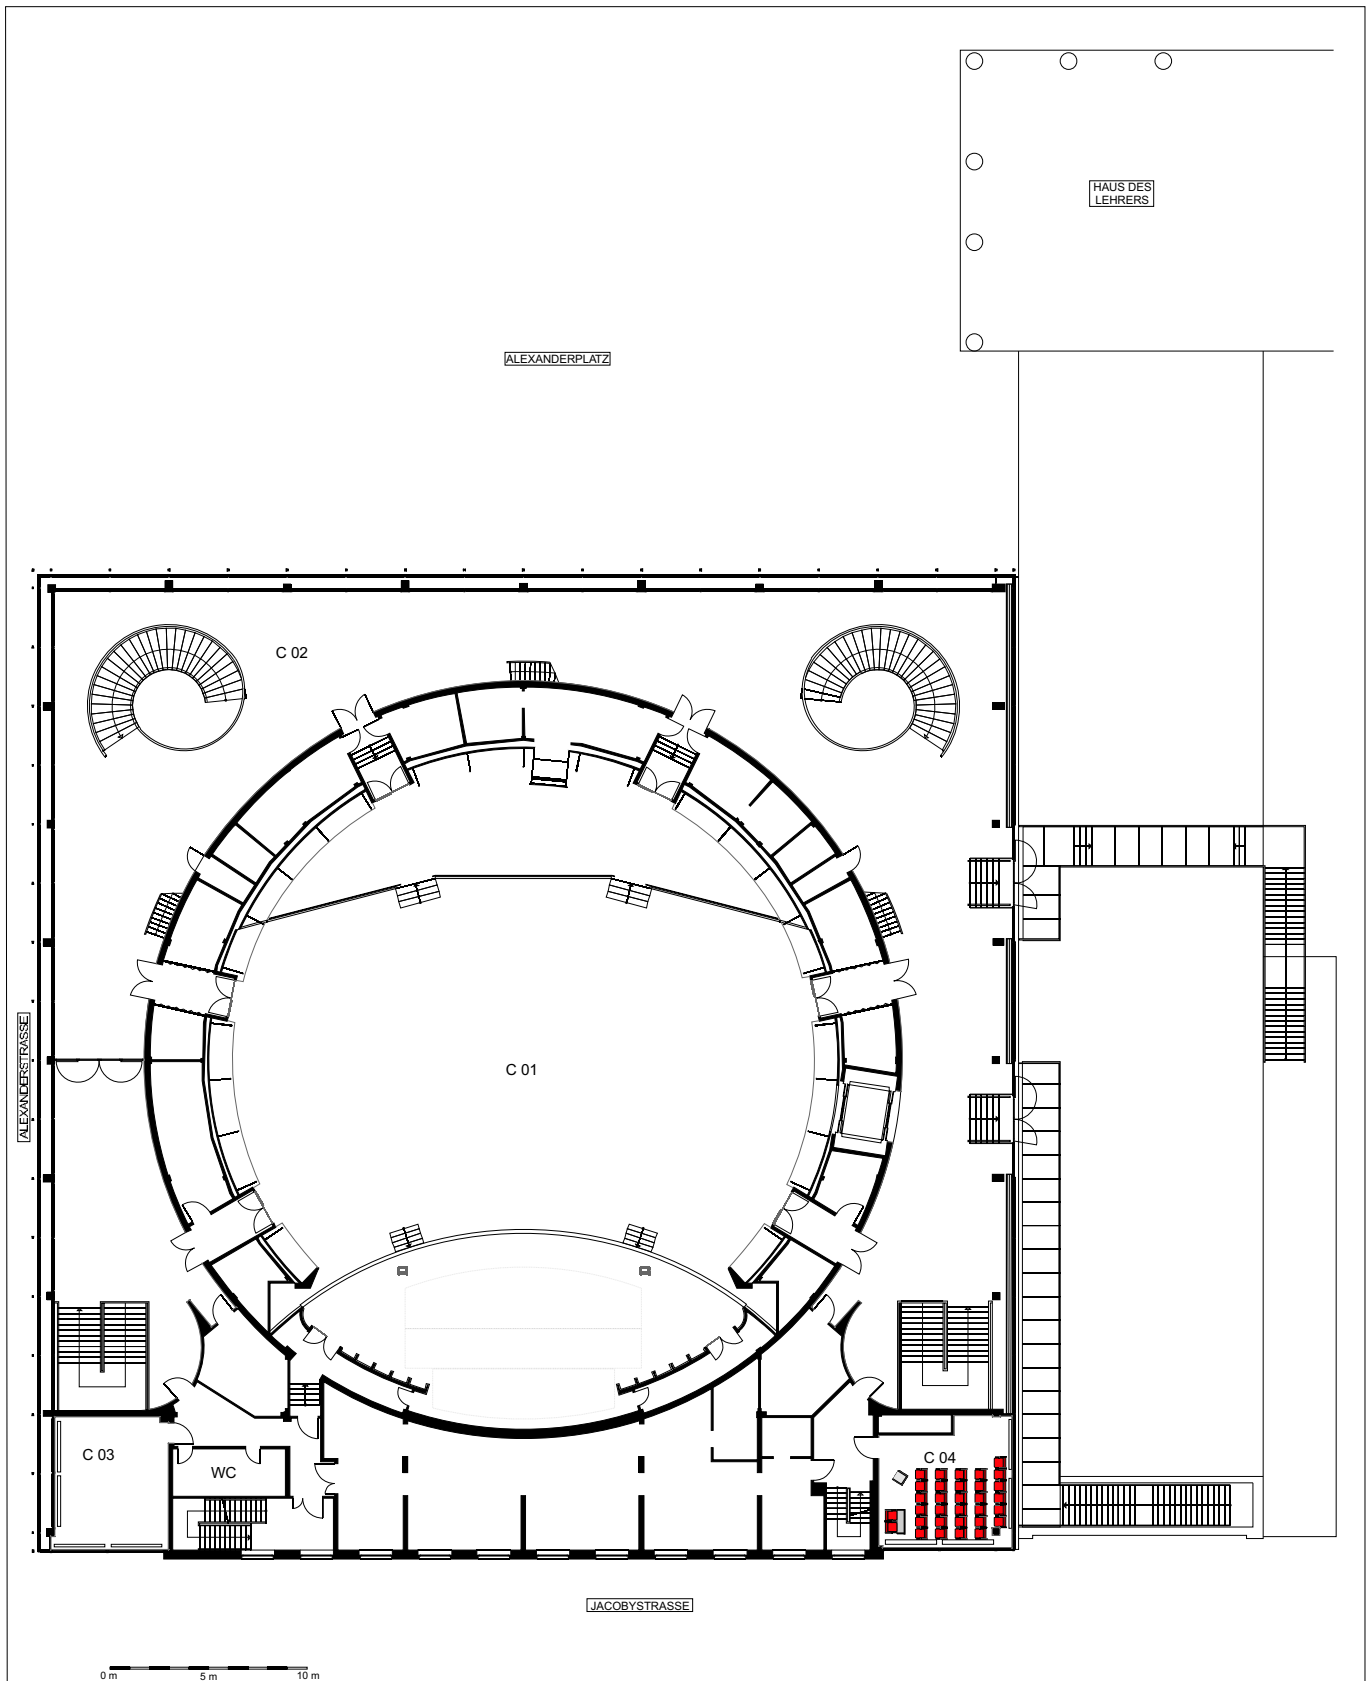 HAUS DES
LEHRERS
ALEXANDERPLATZ
C 02
C 01
ALEXANDERSTRASSE
C 03
WC
C 04
JACOBYSTRASSE
0 m 5 m 10 m